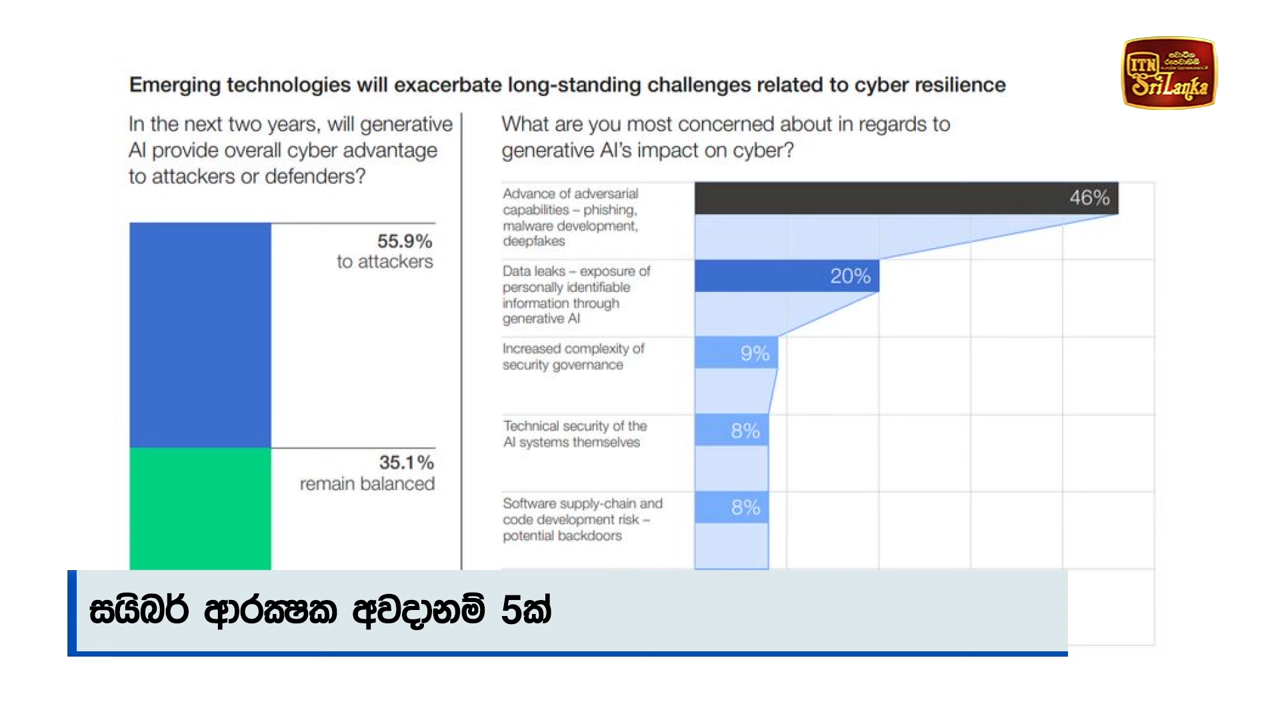 ITN
SriLanka
Emerging technologies will exacerbate long-standing challenges related to cyber resilience
In the next two years, will generative
AI provide overall cyber advantage
to attackers or defenders?
55.9%
to attackers
35.1%
remain balanced
What are you most concerned about in regards to
generative AI's impact on cyber?
Advance of adversarial
capabilities – phishing,
malware development,
deepfakes
46%
Data leaks – exposure of
personally identifiable
information through
generative AI
20%
Increased complexity of
security governance
9%
Technical security of the
AI systems themselves
8%
Software supply-chain and
code development risk –
potential backdoors
8%
සයිබර් ආරක්‍ෂක අවදානම් 5ක්